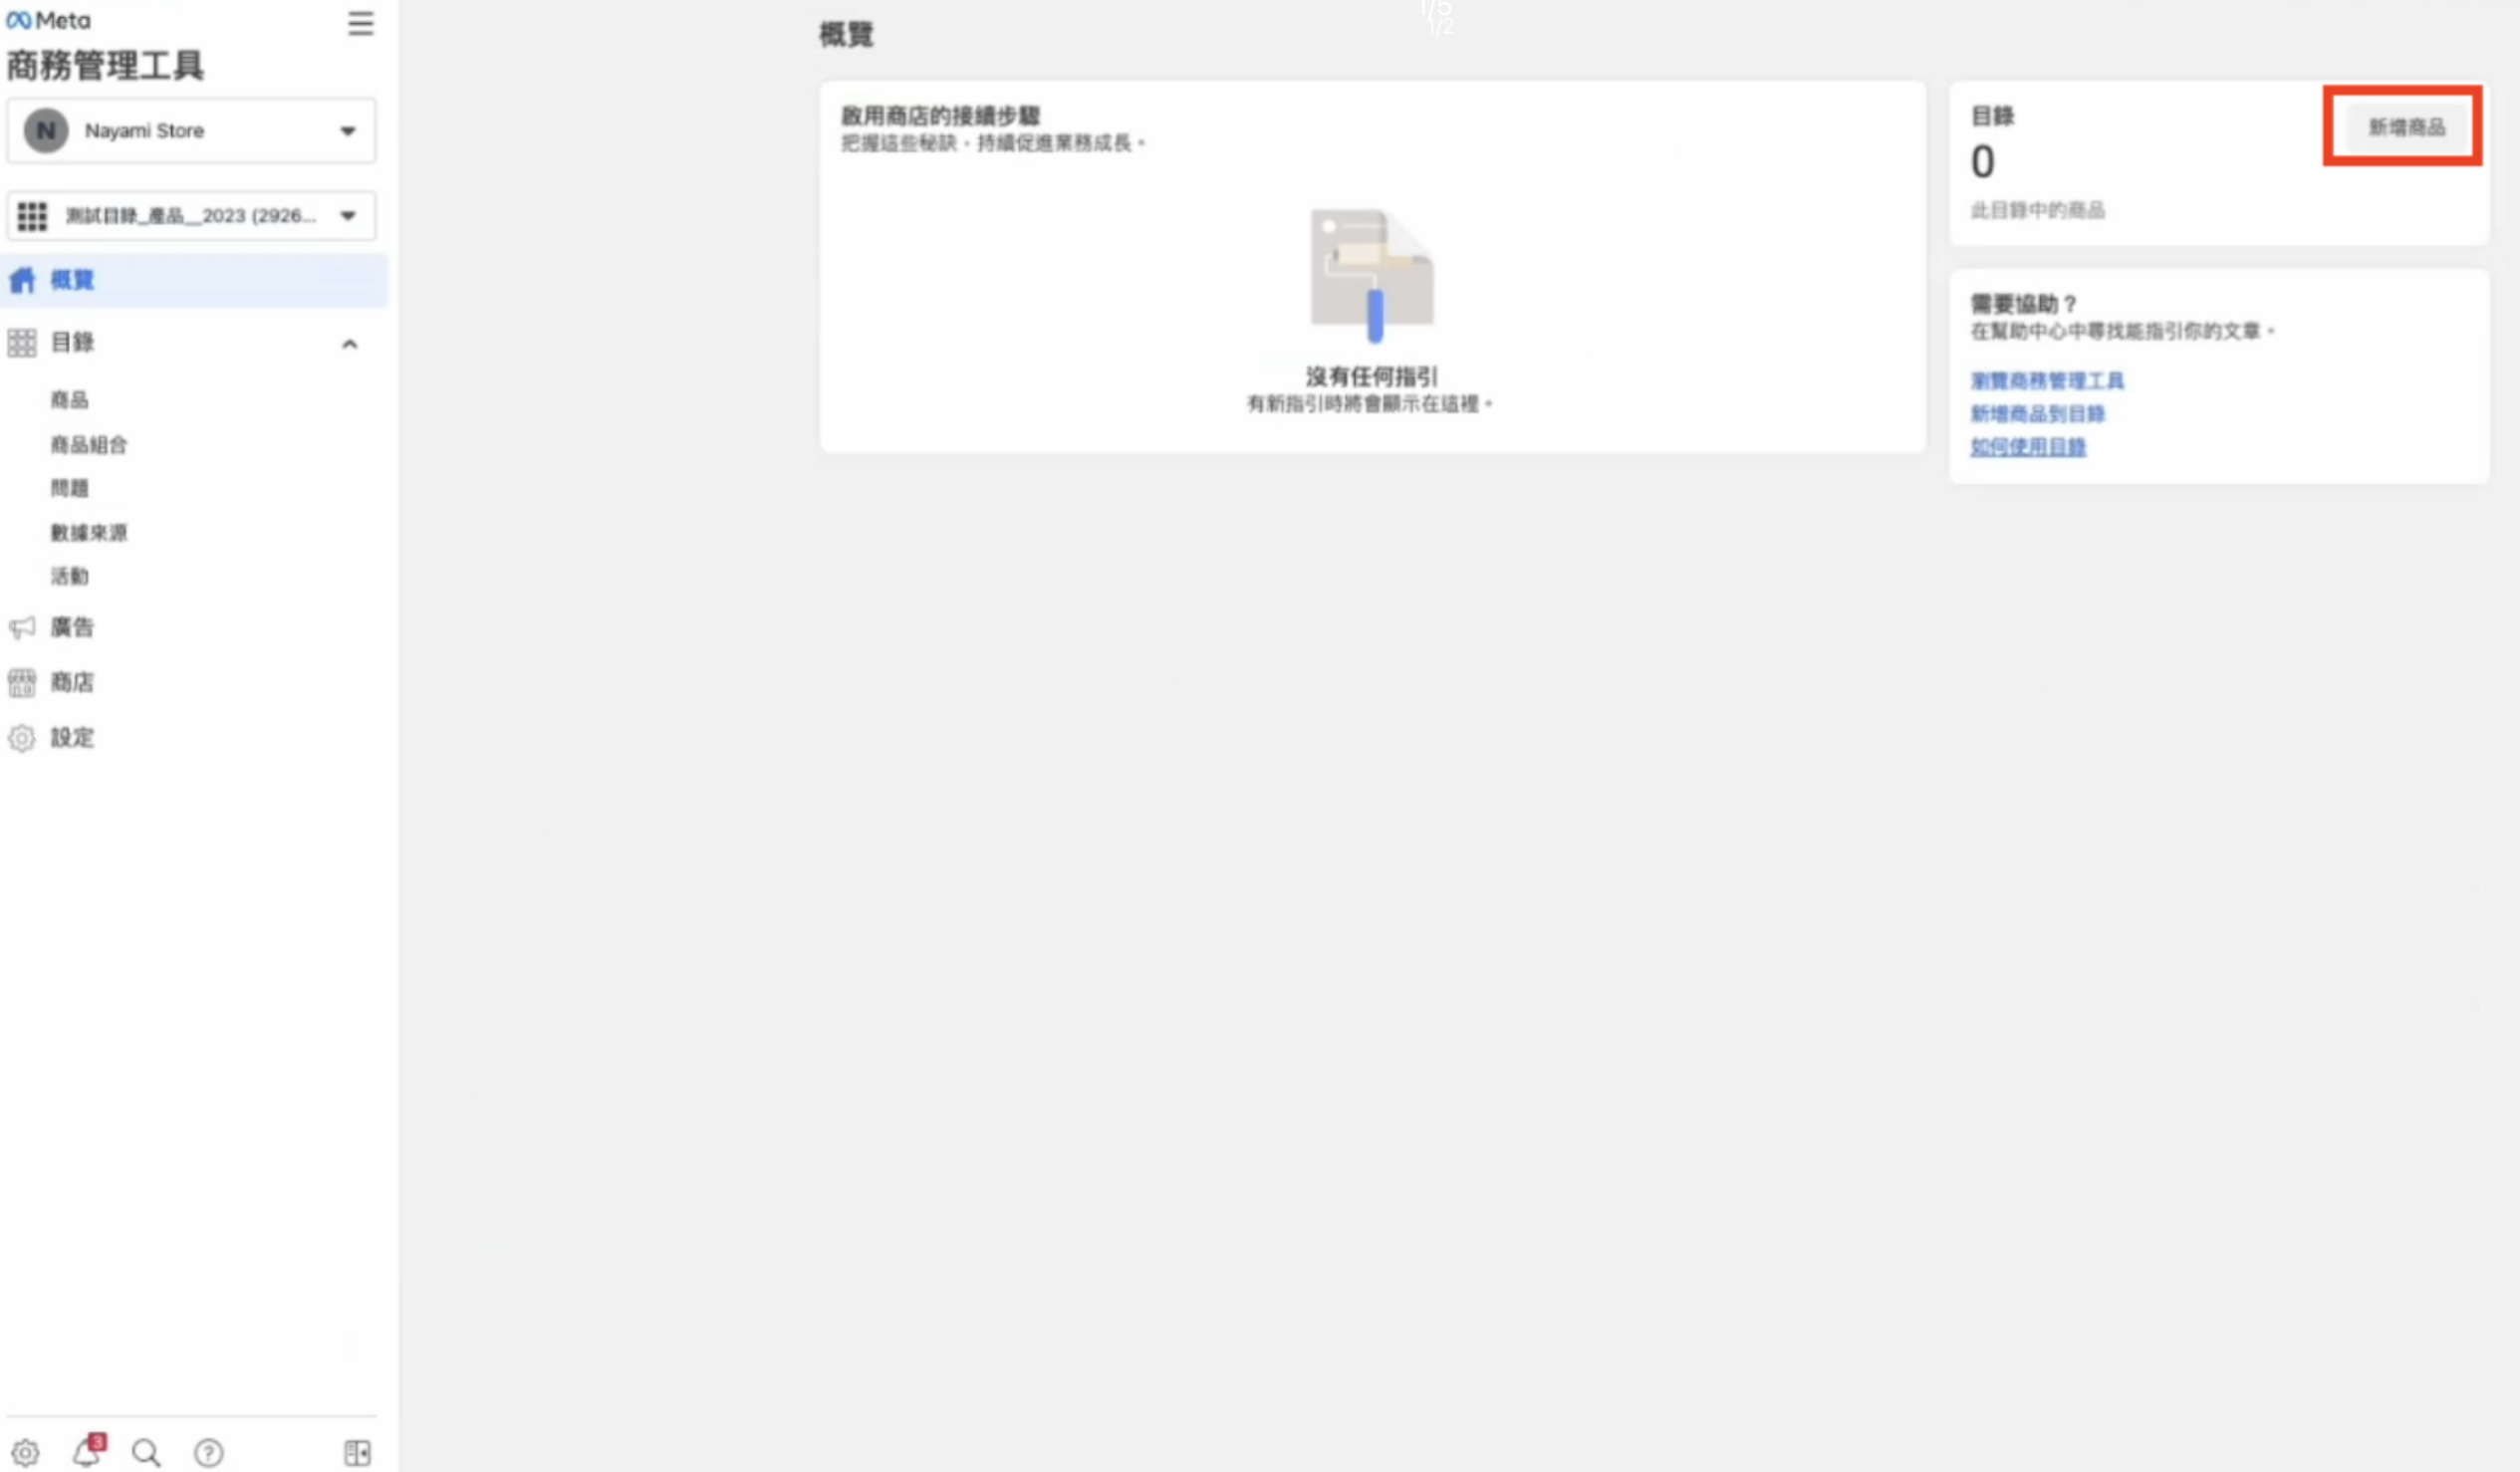 Meta
商務管理工具
N
Nayami Store
測試目錄_產品__2023 (2926...
概覽
目錄
商品
商品組合
問題
數據來源
活動
廣告
商店
設定
3
1/5
1/2
概覽
啟用商店的接續步驟
把握這些秘訣，持續促進業務成長。
沒有任何指引
有新指引時將會顯示在這裡。
目錄
新增商品
0
此目錄中的商品
需要協助？
在幫助中心中尋找能指引你的文章。
瀏覽商務管理工具
新增商品到目錄
如何使用目錄